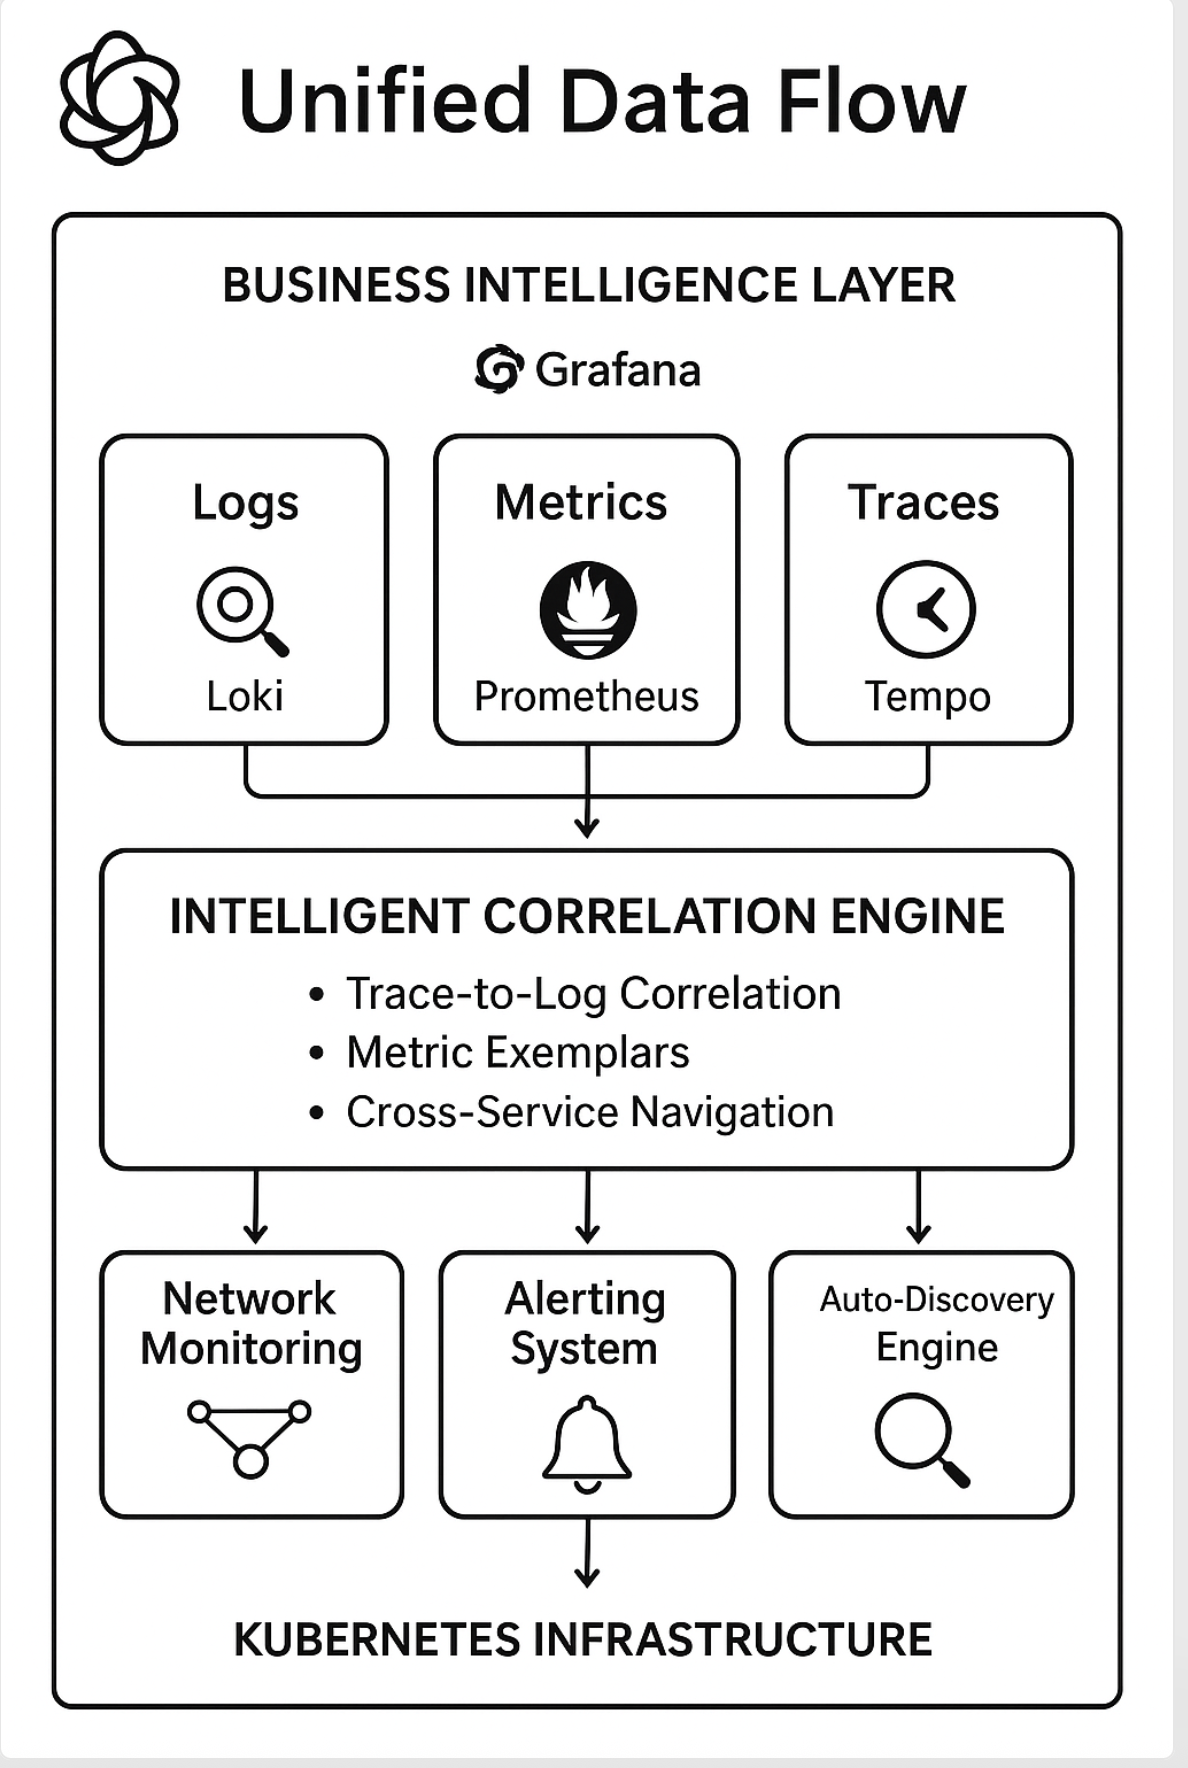 Unified Data Flow
BUSINESS INTELLIGENCE LAYER
Grafana
Logs
Loki
Metrics
Prometheus
Traces
Tempo
INTELLIGENT CORRELATION ENGINE
• Trace-to-Log Correlation
• Metric Exemplars
• Cross-Service Navigation
Network
Monitoring
Alerting
System
Auto-Discovery
Engine
KUBERNETES INFRASTRUCTURE